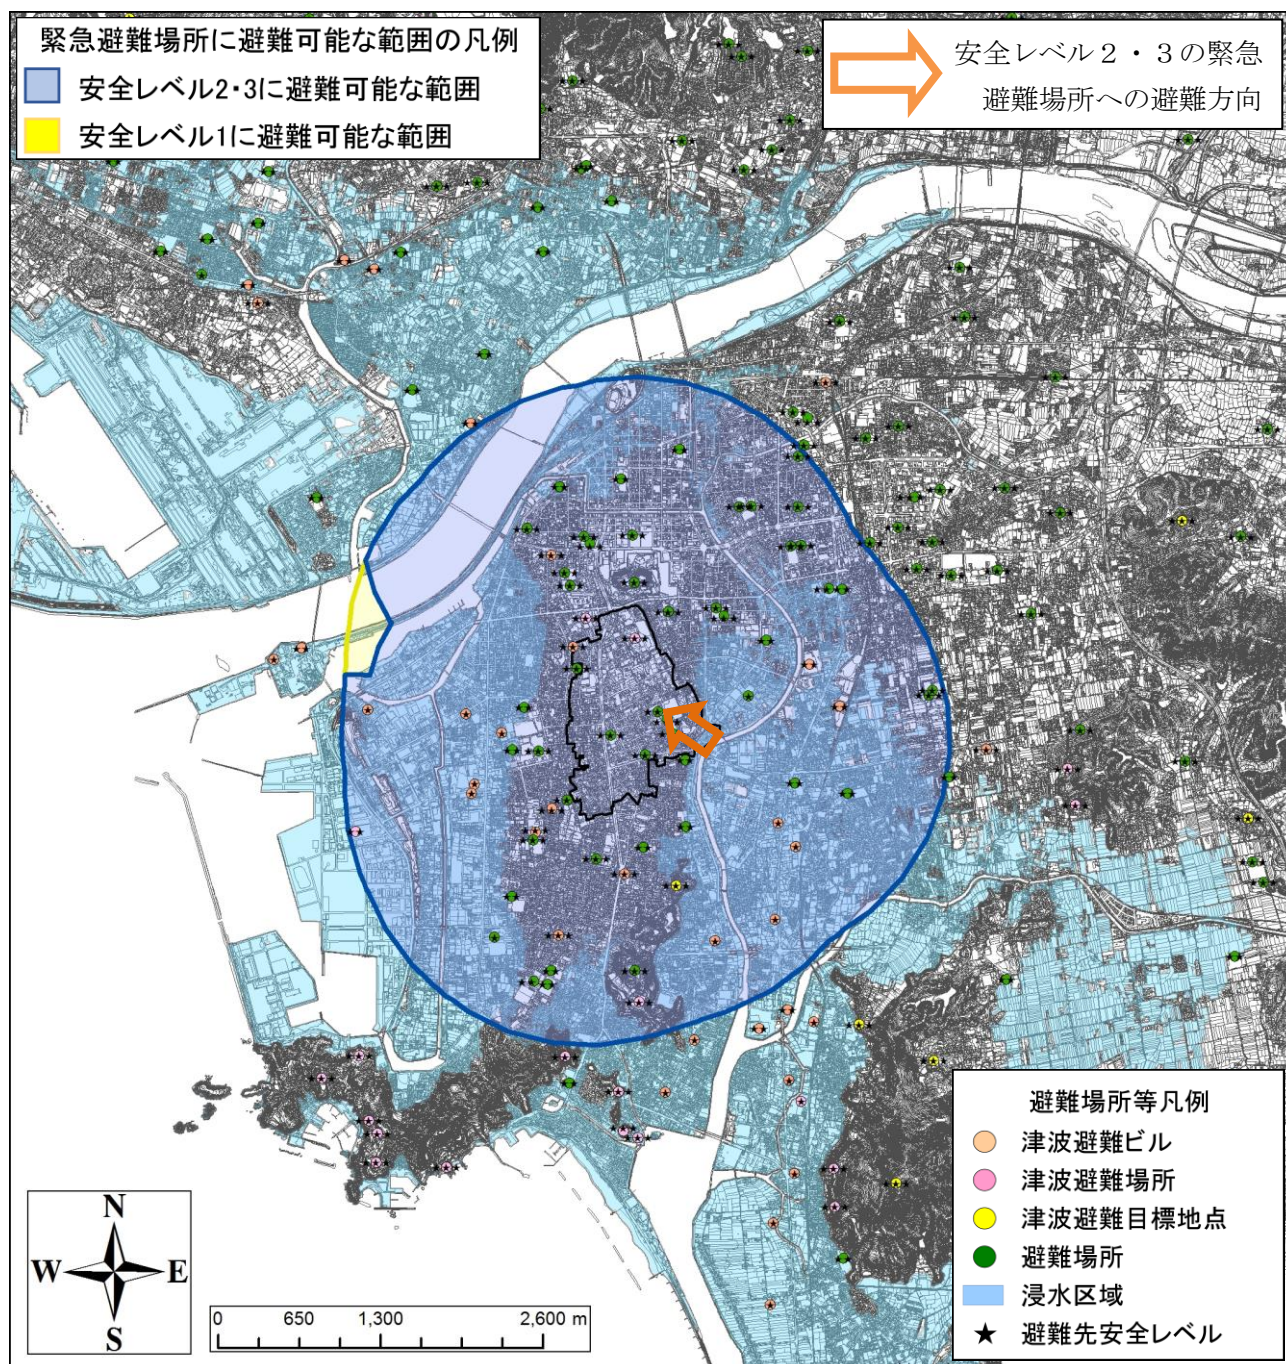 緊急避難場所に避難可能な範囲の凡例
安全レベル2・3に避難可能な範囲
安全レベル1に避難可能な範囲
安全レベル2・3の緊急
避難場所への避難方向
避難場所等凡例
津波避難ビル
津波避難場所
津波避難目標地点
避難場所
浸水区域
★ 避難先安全レベル
N
W E
S
0 650 1,300 2,600 m